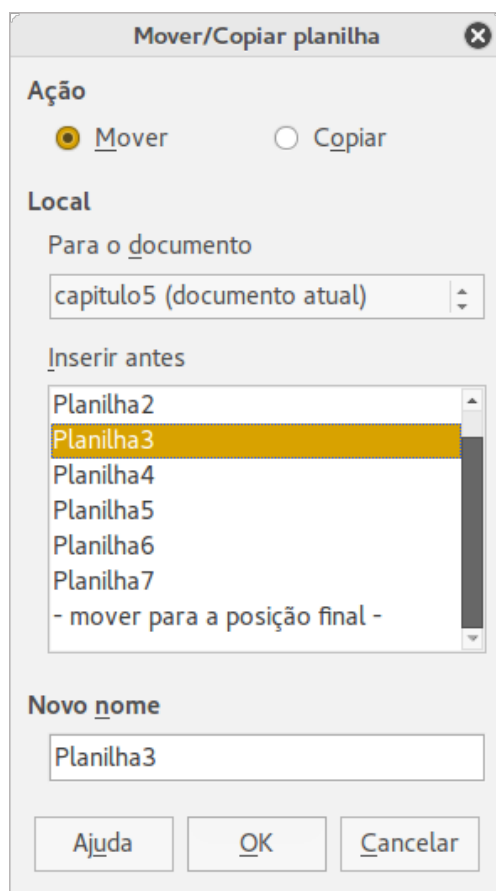 Mover/Copiar planilha
Ação
Mover Copiar
Local
Para o documento
capitulo5 (documento atual)
Inserir antes
Planilha2
Planilha3
Planilha4
Planilha5
Planilha6
Planilha7
- mover para a posição final -
Novo nome
Planilha3
Ajuda OK Cancelar